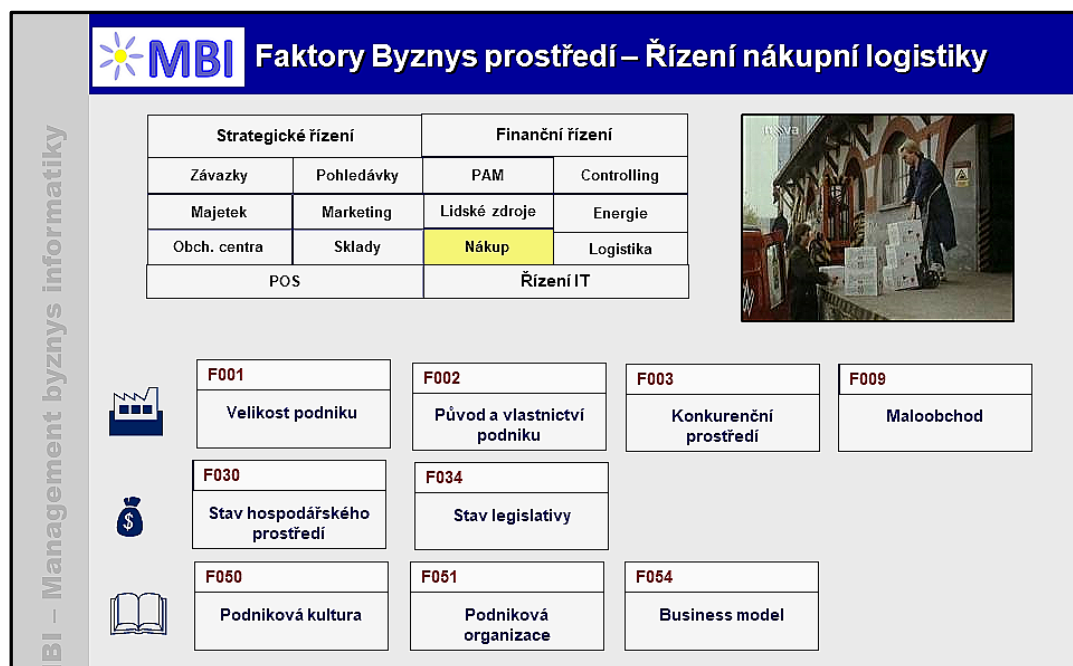 MBI
Faktory Byznys prostředí – Řízení nákupní logistiky
MBI – Management byznys informatiky
Strategické řízení
Finanční řízení
Závazky
Pohledávky
PAM
Controlling
Majetek
Marketing
Lidské zdroje
Energie
Obch. centra
Sklady
Nákup
Logistika
POS
Řízení IT
nova
F001
Velikost podniku
F002
Původ a vlastnictví
podniku
F003
Konkurenční
prostředí
F009
Maloobchod
F030
Stav hospodářského
prostředí
F034
Stav legislativy
$
F050
Podniková kultura
F051
Podniková
organizace
F054
Business model